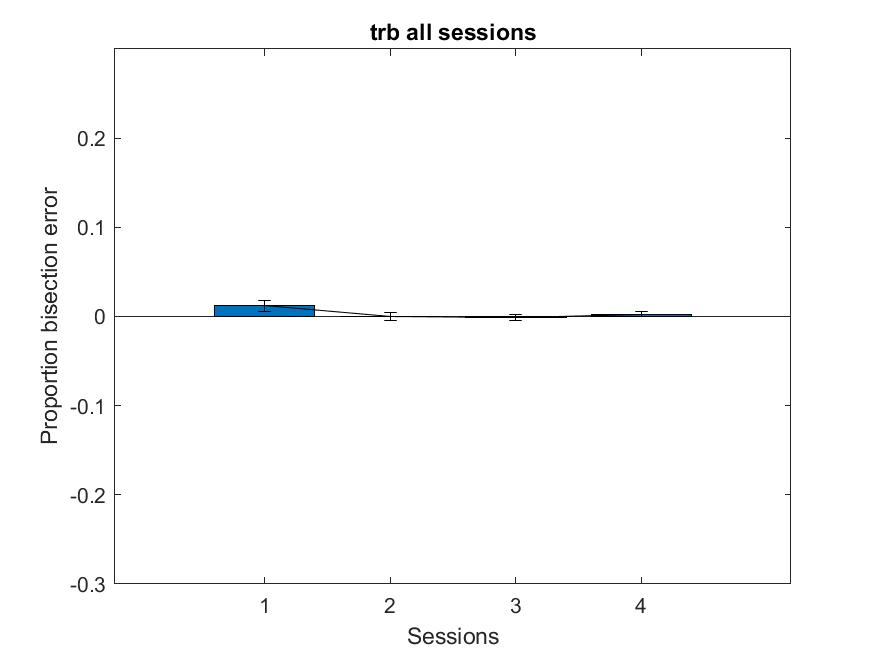 trb all sessions
Proportion bisection error
0.2
0.1
0
-0.1
-0.2
-0.3
1 2 3 4
Sessions